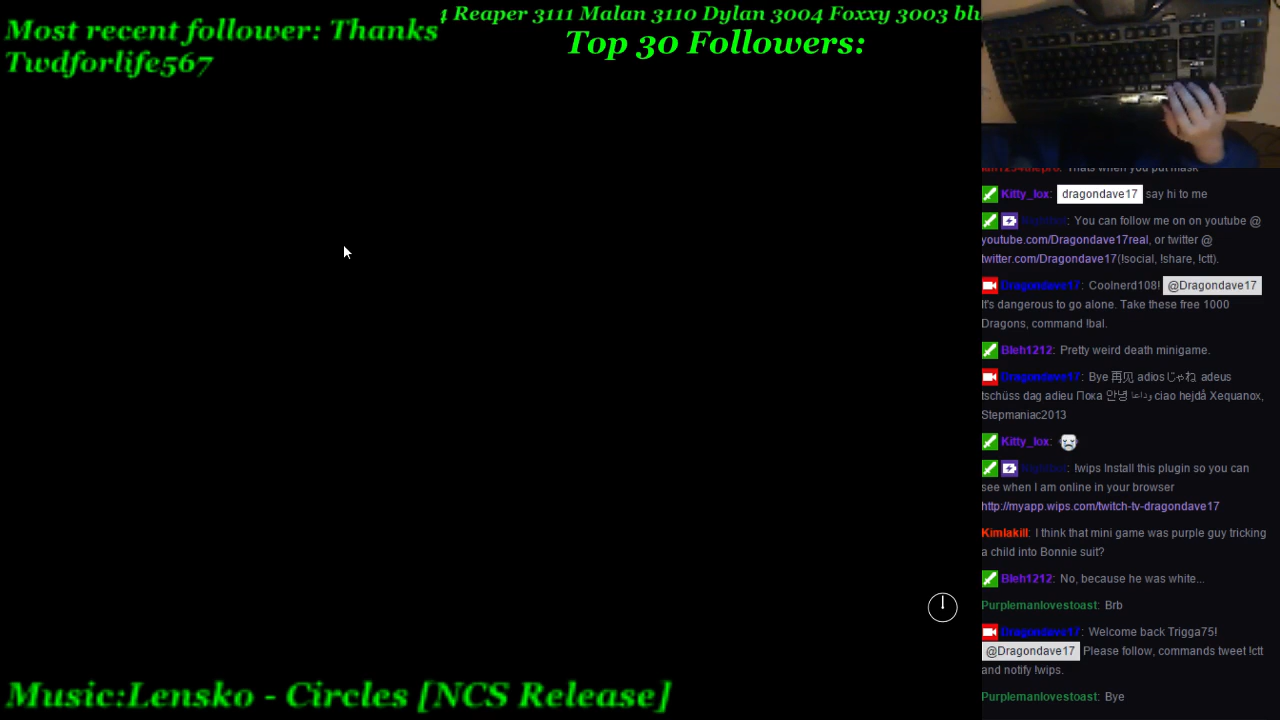 Most recent follower: Thanks
Twdforlife567
4 Reaper 3111 Malan 3110 Dylan 3004 Foxxy 3003 blu
Top 30 Followers:
Thats when you put mask
Kitty_lox: dragondave17 say hi to me
: You can follow me on on youtube @
youtube.com/Dragondave17real, or twitter @
twitter.com/Dragondave17(!social, !share, !ctt).
Dragondave17: Coolnerd108! @Dragondave17
It's dangerous to go alone. Take these free 1000
Dragons, command !bal.
Bleh1212: Pretty weird death minigame.
Dragondave17: Bye 再见 adios じゃね adeus
tschüss dag adieu Пока 안녕 وداعا ciao hejdå Xequanox,
Stepmaniac2013
Kitty_lox:
: !wips Install this plugin so you can
see when I am online in your browser
http://myapp.wips.com/twitch-tv-dragondave17
Kimlakill: I think that mini game was purple guy tricking
a child into Bonnie suit?
Bleh1212: No, because he was white...
Purplemanlovestoast: Brb
Dragondave17: Welcome back Trigga75!
@Dragondave17 Please follow, commands tweet !ctt
and notify !wips.
Purplemanlovestoast: Bye
Music:Lensko - Circles [NCS Release]